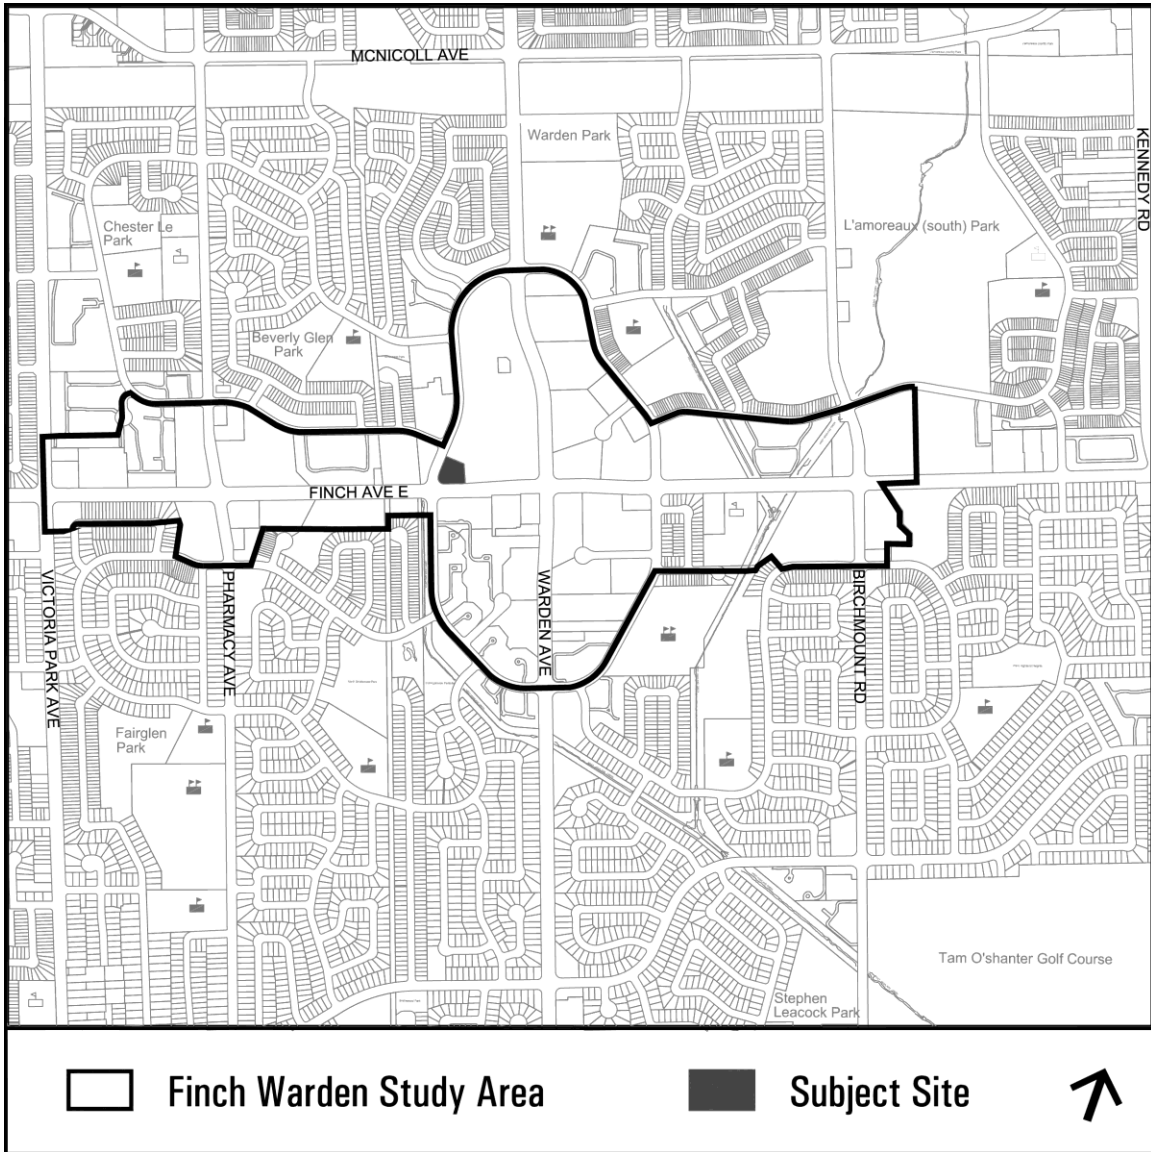 MCNICOLL AVE
Warden Park
KENNEDY RD
Chester Le
Park
L'amoreaux (south) Park
Beverly Glen
Park
FINCH AVE E
VICTORIA PARK AVE
PHARMACY AVE
WARDEN AVE
BIRCHMOUNT RD
Fairglen
Park
Tam O'shanter Golf Course
Stephen
Leacock Park
Finch Warden Study Area
Subject Site